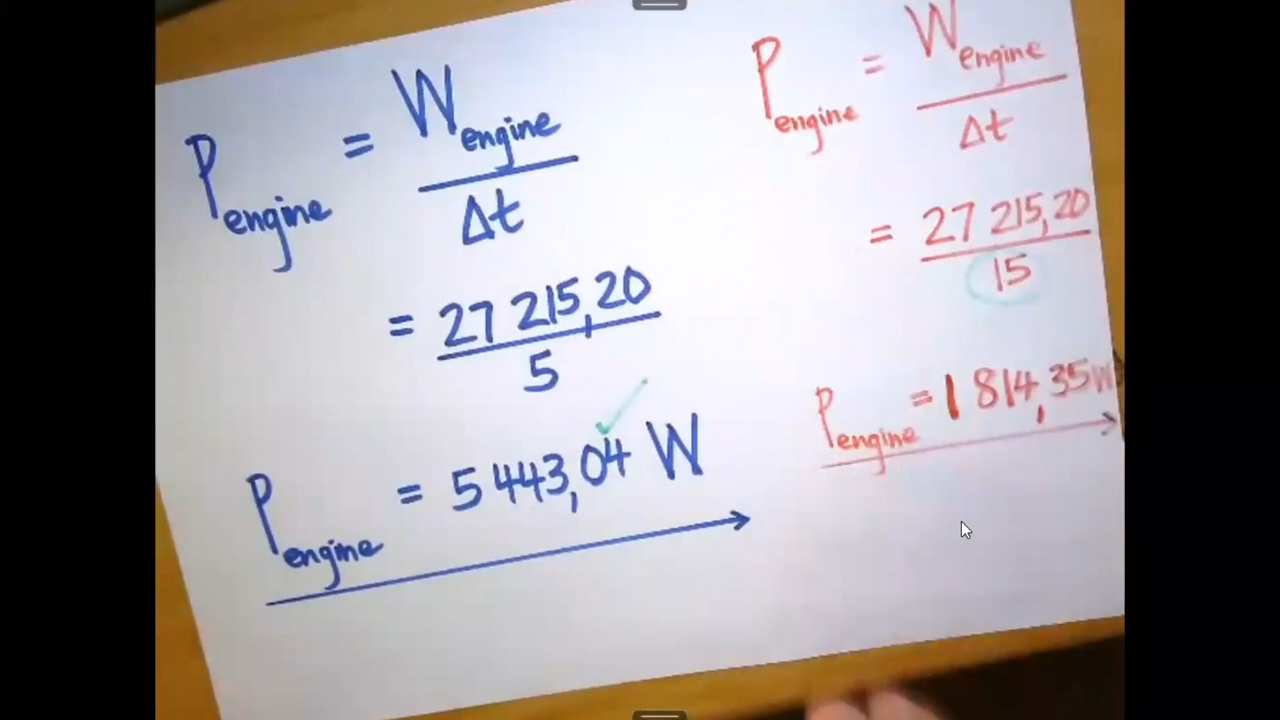 P engine = W engine
Δt
= 27 215,20
5
P engine = 5 443,04 W
P engine = W engine
Δt
= 27 215,20
15
P engine = 1 814,35 W